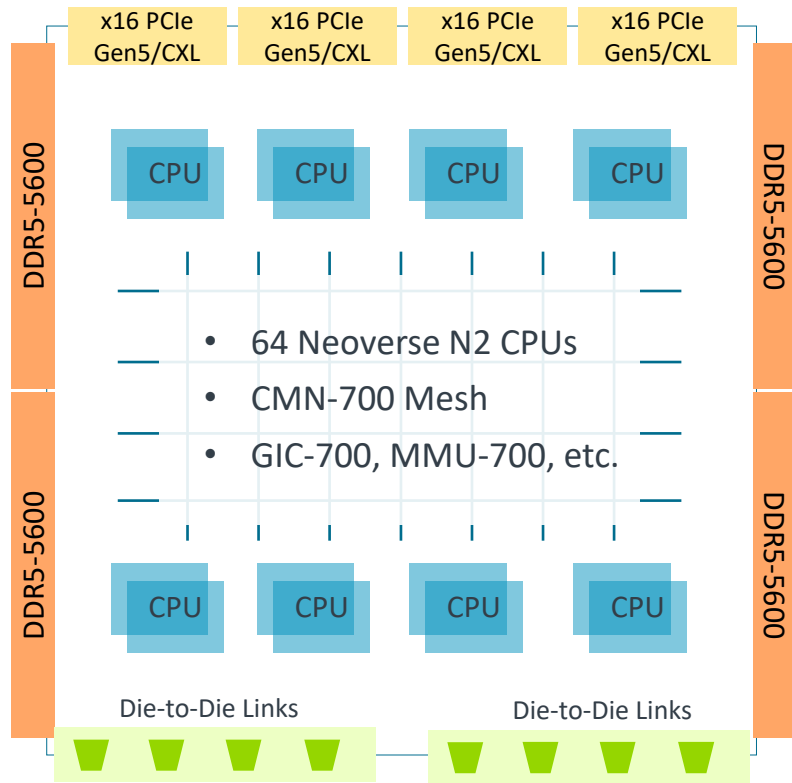 x16 PCIe
Gen5/CXL
x16 PCIe
Gen5/CXL
x16 PCIe
Gen5/CXL
x16 PCIe
Gen5/CXL
DDR5-5600
DDR5-5600
CPU
CPU
CPU
CPU
• 64 Neoverse N2 CPUs
• CMN-700 Mesh
• GIC-700, MMU-700, etc.
DDR5-5600
DDR5-5600
CPU
CPU
CPU
CPU
Die-to-Die Links
Die-to-Die Links